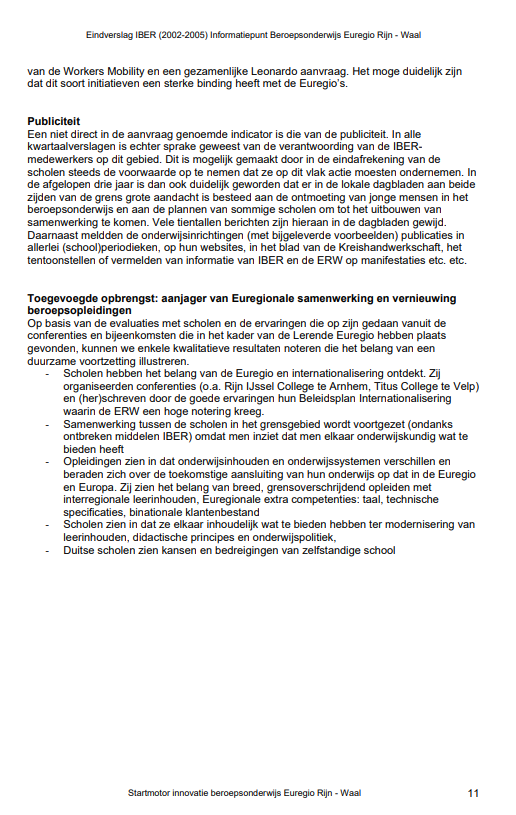 Eindverslag IBER (2002-2005) Informatiepunt Beroepsonderwijs Euregio Rijn - Waal
van de Workers Mobility en een gezamenlijke Leonardo aanvraag. Het moge duidelijk zijn
dat dit soort initiatieven een sterke binding heeft met de Euregio's.
Publiciteit
Een niet direct in de aanvraag genoemde indicator is die van de publiciteit. In alle
kwartaalverslagen is echter sprake geweest van de verantwoording van de IBER-
medewerkers op dit gebied. Dit is mogelijk gemaakt door in de eindafrekening van de
scholen steeds de voorwaarde op te nemen dat ze op dit vlak actie moesten ondernemen. In
de afgelopen drie jaar is dan ook duidelijk geworden dat er in de lokale dagbladen aan beide
zijden van de grens grote aandacht is besteed aan de ontmoeting van jonge mensen in het
beroepsonderwijs en aan de plannen van sommige scholen om tot het uitbouwen van
samenwerking te komen. Vele tientallen berichten zijn hieraan in de dagbladen gewijd.
Daarnaast meldden de onderwijsinrichtingen (met bijgeleverde voorbeelden) publicaties in
allerlei (school)periodieken, op hun websites, in het blad van de Kreishandwerkschaft, het
tentoonstellen of vermelden van informatie van IBER en de ERW op manifestaties etc. etc.
Toegevoegde opbrengst: aanjager van Euregionale samenwerking en vernieuwing
beroepsopleidingen
Op basis van de evaluaties met scholen en de ervaringen die op zijn gedaan vanuit de
conferenties en bijeenkomsten die in het kader van de Lerende Euregio hebben plaats
gevonden, kunnen we enkele kwalitatieve resultaten noteren die het belang van een
duurzame voortzetting illustreren.
- Scholen hebben het belang van de Euregio en internationalisering ontdekt. Zij
organiseerden conferenties (o.a. Rijn IJssel College te Arnhem, Titus College te Velp)
en (her)schreven door de goede ervaringen hun Beleidsplan Internationalisering
waarin de ERW een hoge notering kreeg.
- Samenwerking tussen de scholen in het grensgebied wordt voortgezet (ondanks
ontbreken middelen IBER) omdat men inziet dat men elkaar onderwijskundig wat te
bieden heeft
- Opleidingen zien in dat onderwijsinhouden en onderwijssystemen verschillen en
beraden zich over de toekomstige aansluiting van hun onderwijs op dat in de Euregio
en Europa. Zij zien het belang van breed, grensoverschrijdend opleiden met
interregionale leerinhouden, Euregionale extra competenties: taal, technische
specificaties, binationale klantenbestand
- Scholen zien in dat ze elkaar inhoudelijk wat te bieden hebben ter modernisering van
leerinhouden, didactische principes en onderwijspolitiek,
- Duitse scholen zien kansen en bedreigingen van zelfstandige school
Startmotor innovatie beroepsonderwijs Euregio Rijn - Waal
11